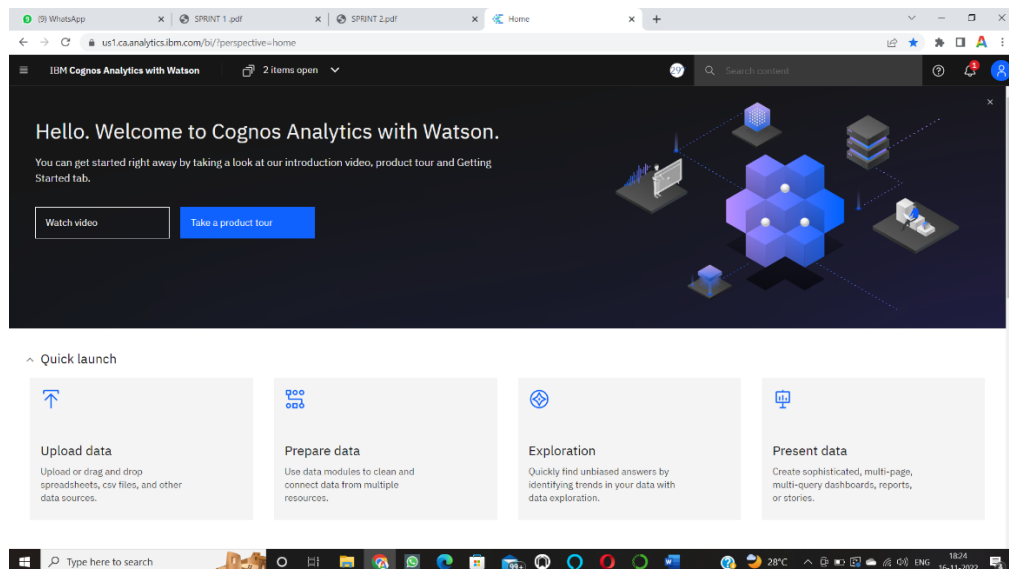 (9) WhatsApp
SPRINT 1 .pdf
SPRINT 2.pdf
Home
us1.ca.analytics.ibm.com/bi/?perspective=home
IBM Cognos Analytics with Watson
2 items open
29
Search content
1
Hello. Welcome to Cognos Analytics with Watson.
You can get started right away by taking a look at our introduction video, product tour and Getting
Started tab.
Watch video
Take a product tour
Quick launch
Upload data
Upload or drag and drop
spreadsheets, csv files, and other
data sources.
Prepare data
Use data modules to clean and
connect data from multiple
resources.
Exploration
Quickly find unbiased answers by
identifying trends in your data with
data exploration.
Present data
Create sophisticated, multi-page,
multi-query dashboards, reports,
or stories.
Type here to search
99+
28°C
ENG
18:24
16-11-2022